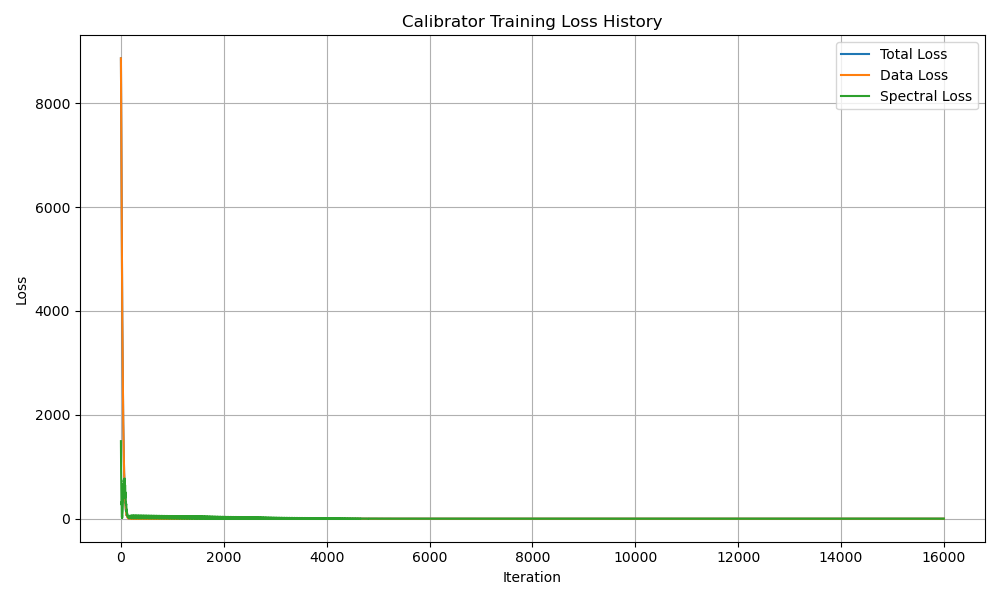 Calibrator Training Loss History
Total Loss
Data Loss
Spectral Loss
8000
6000
4000
2000
0
Loss
0 2000 4000 6000 8000 10000 12000 14000 16000
Iteration